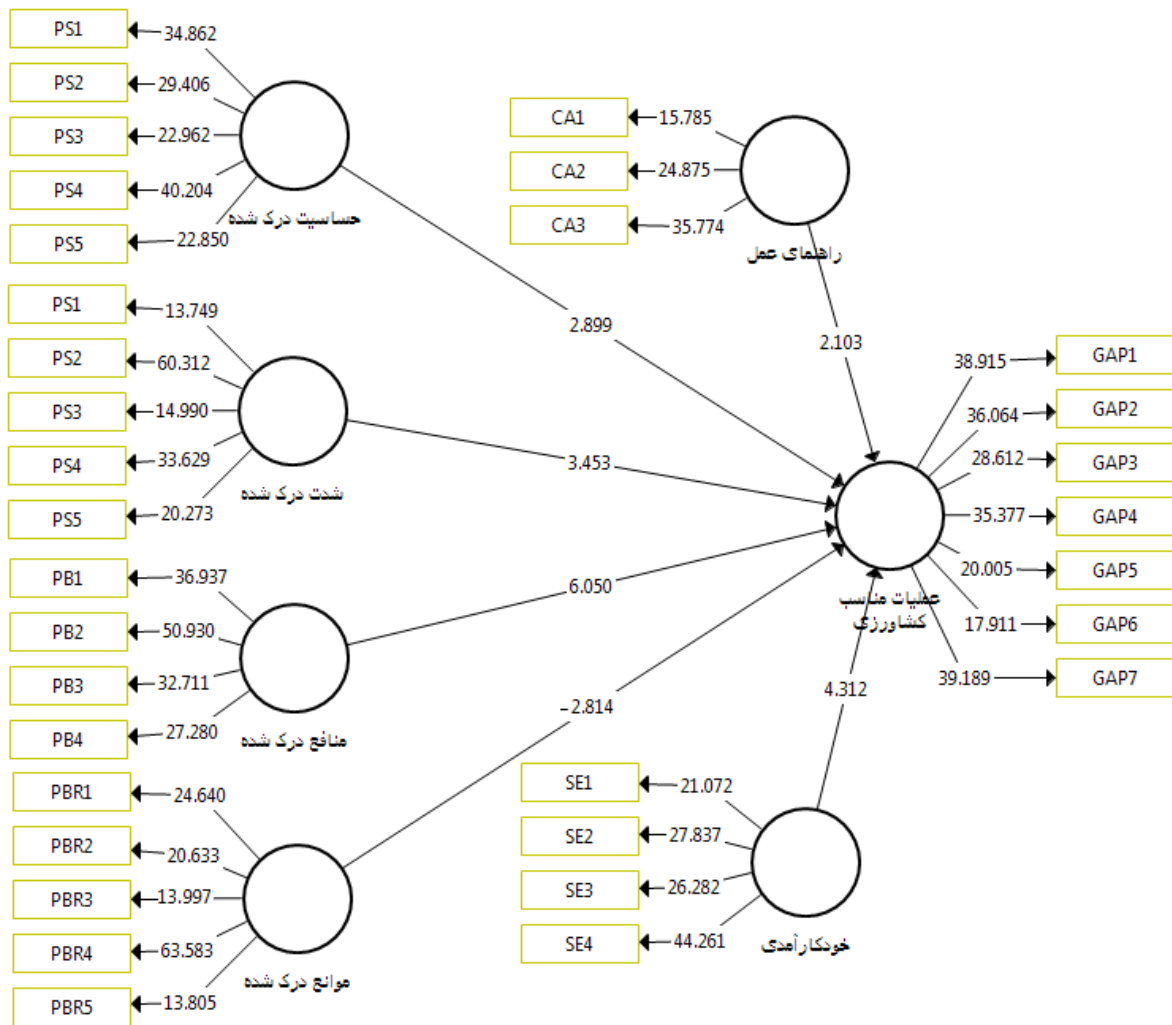 PS1
34.862
PS2
29.406
PS3
22.962
PS4
40.204
PS5
22.850
حساسیت درک شده
CA1
15.785
CA2
24.875
CA3
35.774
راهنمای عمل
2.899
2.103
PS1
13.749
PS2
60.312
PS3
14.990
PS4
33.629
PS5
20.273
شدت درک شده
3.453
GAP1
38.915
GAP2
36.064
GAP3
28.612
GAP4
35.377
GAP5
20.005
GAP6
17.911
GAP7
39.189
عملیات مناسب
کشاورزی
PB1
36.937
PB2
50.930
PB3
32.711
PB4
27.280
منافع درک شده
6.050
-2.814
4.312
PBR1
24.640
PBR2
20.633
PBR3
13.997
PBR4
63.583
PBR5
13.805
موانع درک شده
SE1
21.072
SE2
27.837
SE3
26.282
SE4
44.261
خودکارآمدی